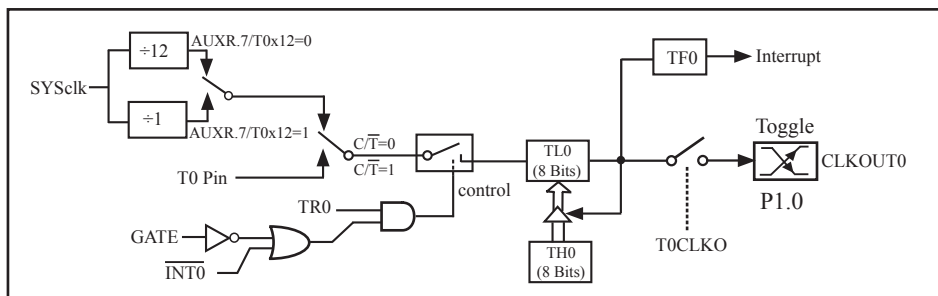 AUXR.7/T0x12=0
÷12
SYSclk
÷1
AUXR.7/T0x12=1
C/T̅=0
C/T̅=1
T0 Pin
control
TR0
GATE
I̅N̅T̅0̅
TL0
(8 Bits)
TH0
(8 Bits)
TF0
Interrupt
Toggle
CLKOUT0
P1.0
T0CLKO